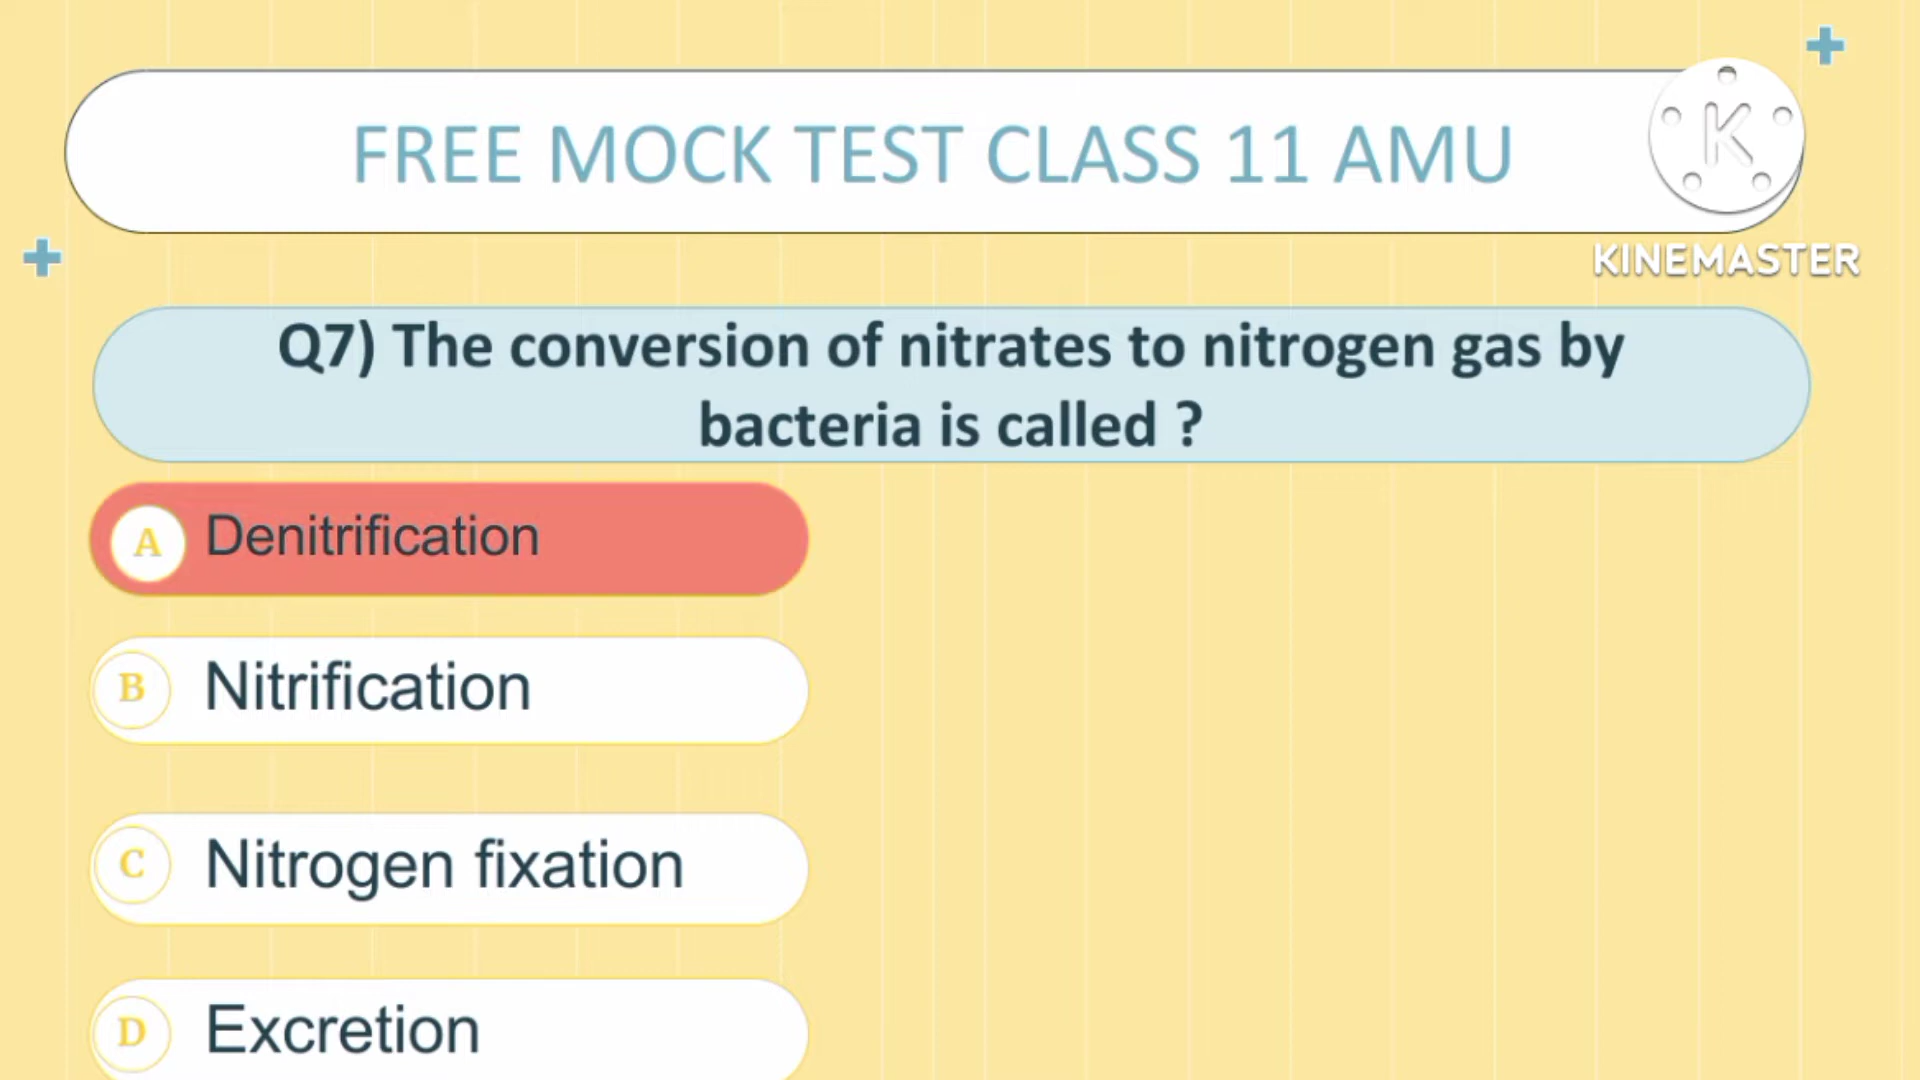 FREE MOCK TEST CLASS 11 AMU
K
KINEMASTER
Q7) The conversion of nitrates to nitrogen gas by
bacteria is called ?
A Denitrification
B Nitrification
C Nitrogen fixation
D Excretion